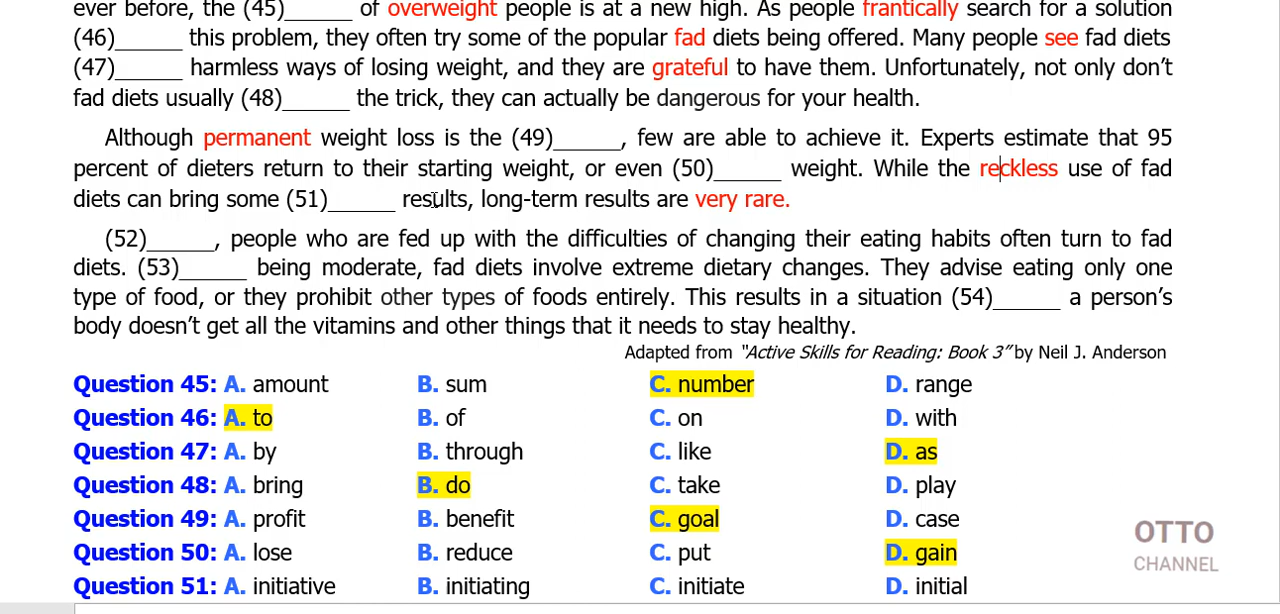 ever before, the (45)______ of overweight people is at a new high. As people frantically search for a solution
(46)______ this problem, they often try some of the popular fad diets being offered. Many people see fad diets
(47)______ harmless ways of losing weight, and they are grateful to have them. Unfortunately, not only don't
fad diets usually (48)______ the trick, they can actually be dangerous for your health.
Although permanent weight loss is the (49)______, few are able to achieve it. Experts estimate that 95
percent of dieters return to their starting weight, or even (50)______ weight. While the reckless use of fad
diets can bring some (51)______ results, long-term results are very rare.
(52)______, people who are fed up with the difficulties of changing their eating habits often turn to fad
diets. (53)______ being moderate, fad diets involve extreme dietary changes. They advise eating only one
type of food, or they prohibit other types of foods entirely. This results in a situation (54)______ a person's
body doesn't get all the vitamins and other things that it needs to stay healthy.
Adapted from "Active Skills for Reading: Book 3" by Neil J. Anderson
Question 45: A. amount B. sum C. number D. range
Question 46: A. to B. of C. on D. with
Question 47: A. by B. through C. like D. as
Question 48: A. bring B. do C. take D. play
Question 49: A. profit B. benefit C. goal D. case
Question 50: A. lose B. reduce C. put D. gain
Question 51: A. initiative B. initiating C. initiate D. initial
OTTO
CHANNEL